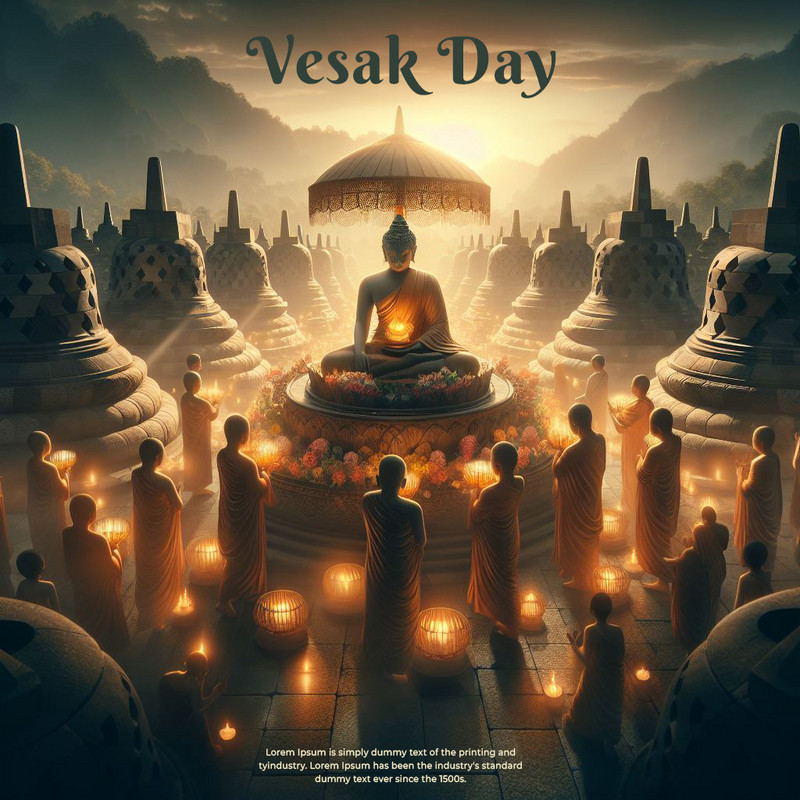 Vesak Day
Lorem Ipsum is simply dummy text of the printing and
tyindustry. Lorem Ipsum has been the industry's standard
dummy text ever since the 1500s.